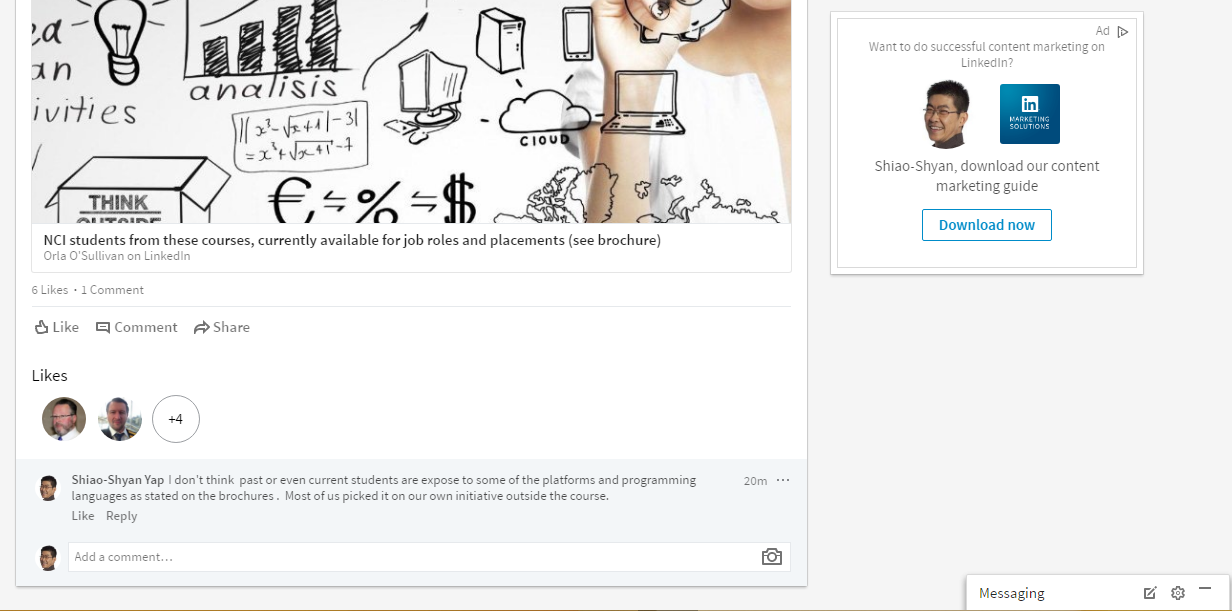 ea
an
ivities
analisis
|| x³-√x+1 |-3|
= x³+√x+1 -7
CLOUD
THINK
OUTSIDE
€ ⇆ % ⇆ $
NCI students from these courses, currently available for job roles and placements (see brochure)
Orla O'Sullivan on LinkedIn
6 Likes · 1 Comment
Like Comment Share
Likes
+4
Shiao-Shyan Yap I don't think past or even current students are expose to some of the platforms and programming 20m ···
languages as stated on the brochures . Most of us picked it on our own initiative outside the course.
Like Reply
Add a comment...
Ad
Want to do successful content marketing on
LinkedIn?
in
MARKETING
SOLUTIONS
Shiao-Shyan, download our content
marketing guide
Download now
Messaging